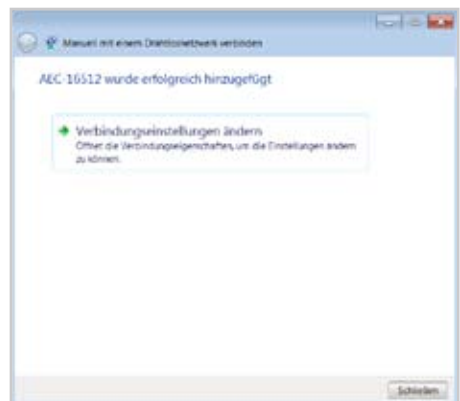 Manuell mit einem Drahtlosnetzwerk verbinden
AEC-16512 wurde erfolgreich hinzugefügt
Verbindungseinstellungen ändern
Öffnet die Verbindungseigenschaften, um die Einstellungen ändern
zu können.
Schließen